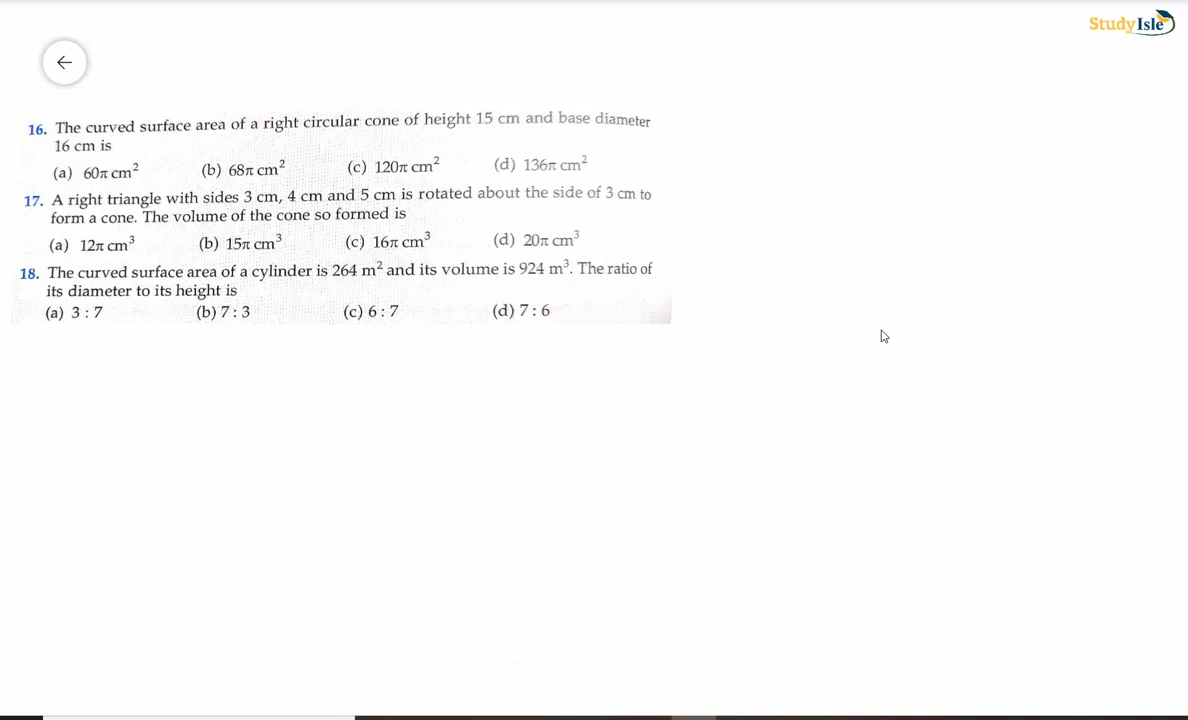 StudyIsle
16. The curved surface area of a right circular cone of height 15 cm and base diameter
16 cm is
(a) 60π cm² (b) 68π cm² (c) 120π cm² (d) 136π cm²
17. A right triangle with sides 3 cm, 4 cm and 5 cm is rotated about the side of 3 cm to
form a cone. The volume of the cone so formed is
(a) 12π cm³ (b) 15π cm³ (c) 16π cm³ (d) 20π cm³
18. The curved surface area of a cylinder is 264 m² and its volume is 924 m³. The ratio of
its diameter to its height is
(a) 3 : 7 (b) 7 : 3 (c) 6 : 7 (d) 7 : 6